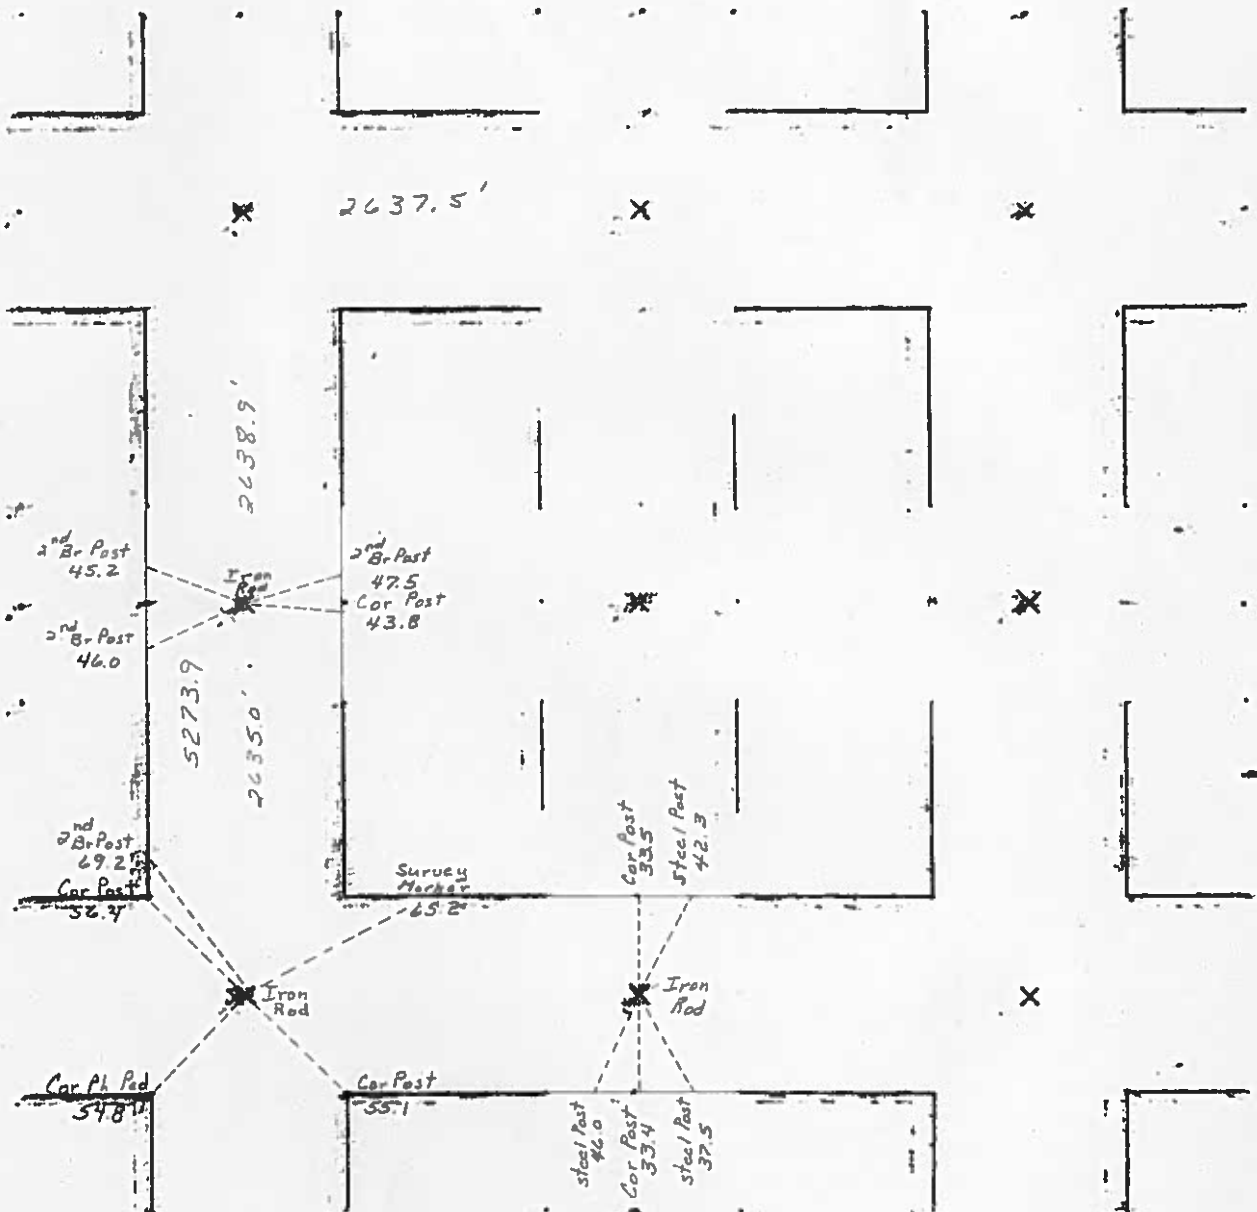 2637.5'
2638.9'
2nd Br Post
45.2
Iron
Rod
2nd Br Post
47.5
Cor Post
43.8
2nd Br Post
46.0
5273.9
2635.0'
2nd Br Post
69.2
Cor Post
56.4
Survey
Marker
65.2
Cor Post
33.5
Steel Post
42.3
Iron
Rod
Iron
Rod
Cor Ph Ped
54.8
Cor Post
55.1
Steel Post
46.0
Cor Post
33.4
Steel Post
37.5